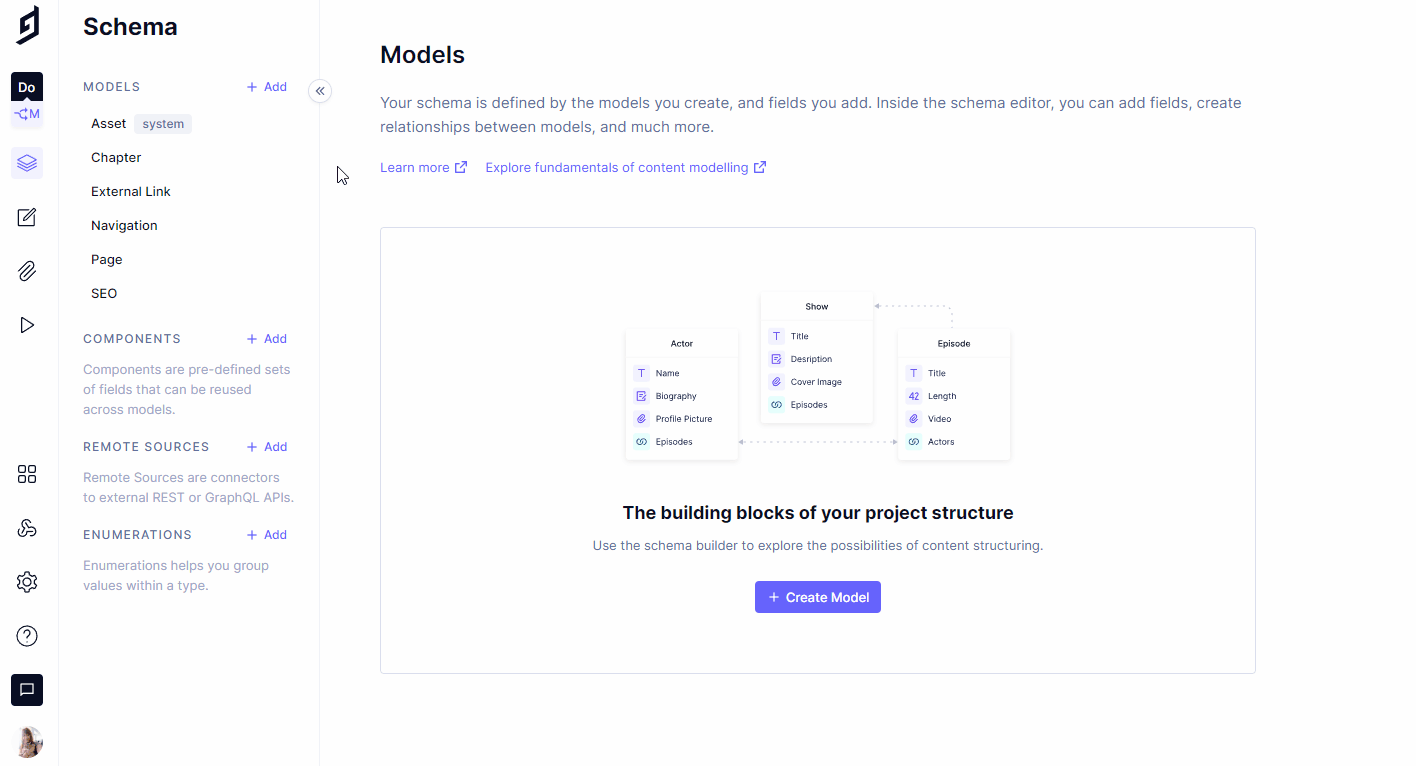 Schema
Do
M
MODELS
+ Add
Asset system
Chapter
External Link
Navigation
Page
SEO
COMPONENTS
+ Add
Components are pre-defined sets
of fields that can be reused
across models.
REMOTE SOURCES
+ Add
Remote Sources are connectors
to external REST or GraphQL APIs.
ENUMERATIONS
+ Add
Enumerations helps you group
values within a type.
Models
Your schema is defined by the models you create, and fields you add. Inside the schema editor, you can add fields, create
relationships between models, and much more.
Learn more
Explore fundamentals of content modelling
Actor
T Name
Biography
Profile Picture
Episodes
Show
T Title
Desription
Cover Image
Episodes
Episode
T Title
42 Length
Video
Actors
The building blocks of your project structure
Use the schema builder to explore the possibilities of content structuring.
+ Create Model